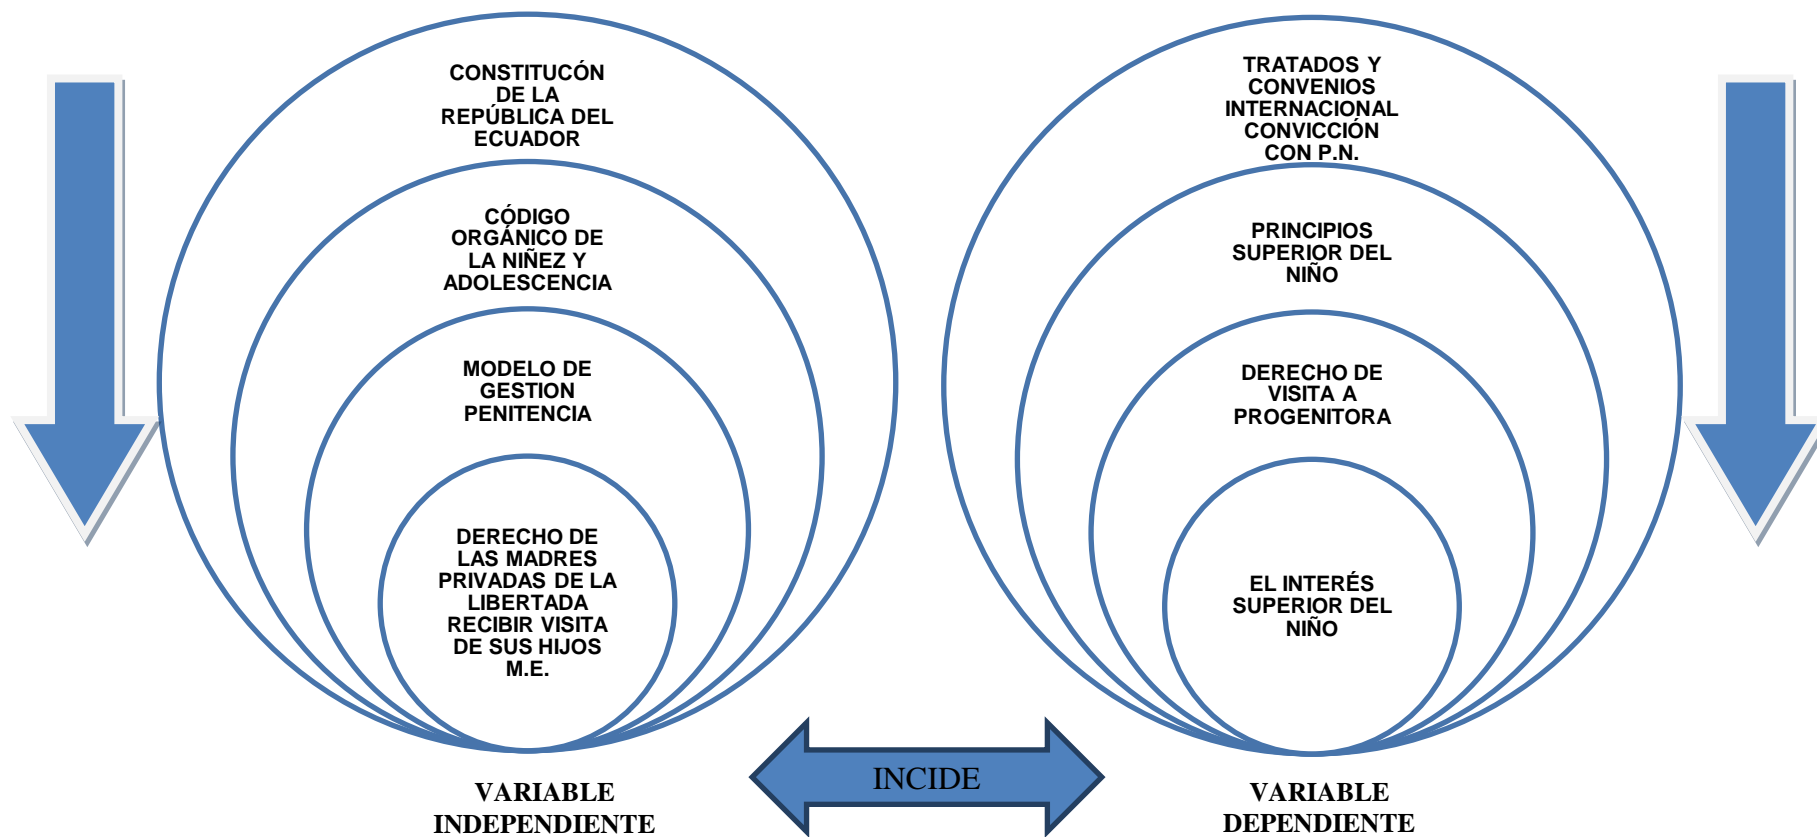 CONSTITUCÓN
DE LA
REPÚBLICA DEL
ECUADOR
CÓDIGO
ORGÁNICO DE
LA NIÑEZ Y
ADOLESCENCIA
MODELO DE
GESTION
PENITENCIA
DERECHO DE
LAS MADRES
PRIVADAS DE LA
LIBERTADA
RECIBIR VISITA
DE SUS HIJOS
M.E.
VARIABLE
INDEPENDIENTE
INCIDE
TRATADOS Y
CONVENIOS
INTERNACIONAL
CONVICCIÓN
CON P.N.
PRINCIPIOS
SUPERIOR DEL
NIÑO
DERECHO DE
VISITA A
PROGENITORA
EL INTERÉS
SUPERIOR DEL
NIÑO
VARIABLE
DEPENDIENTE